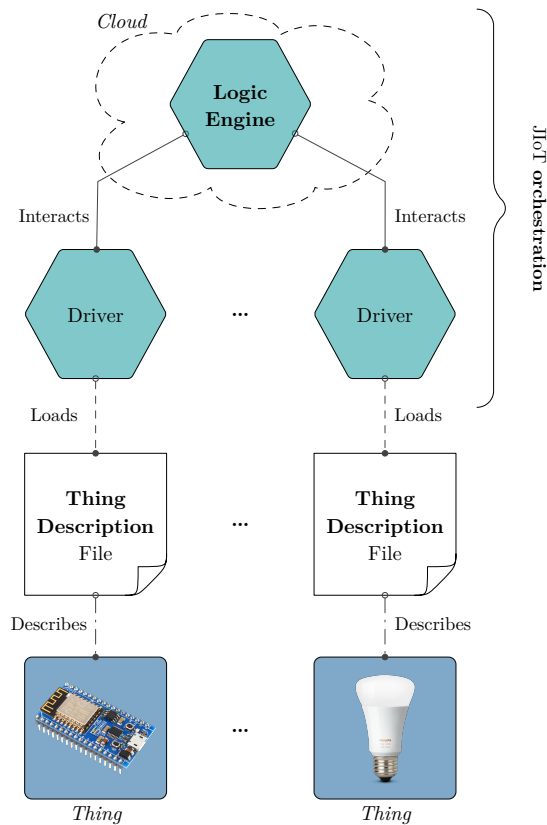 Cloud
Logic
Engine
Interacts
Interacts
JIoT orchestration
Driver
...
Driver
Loads
Loads
Thing
Description
File
...
Thing
Description
File
Describes
Describes
...
Thing
Thing